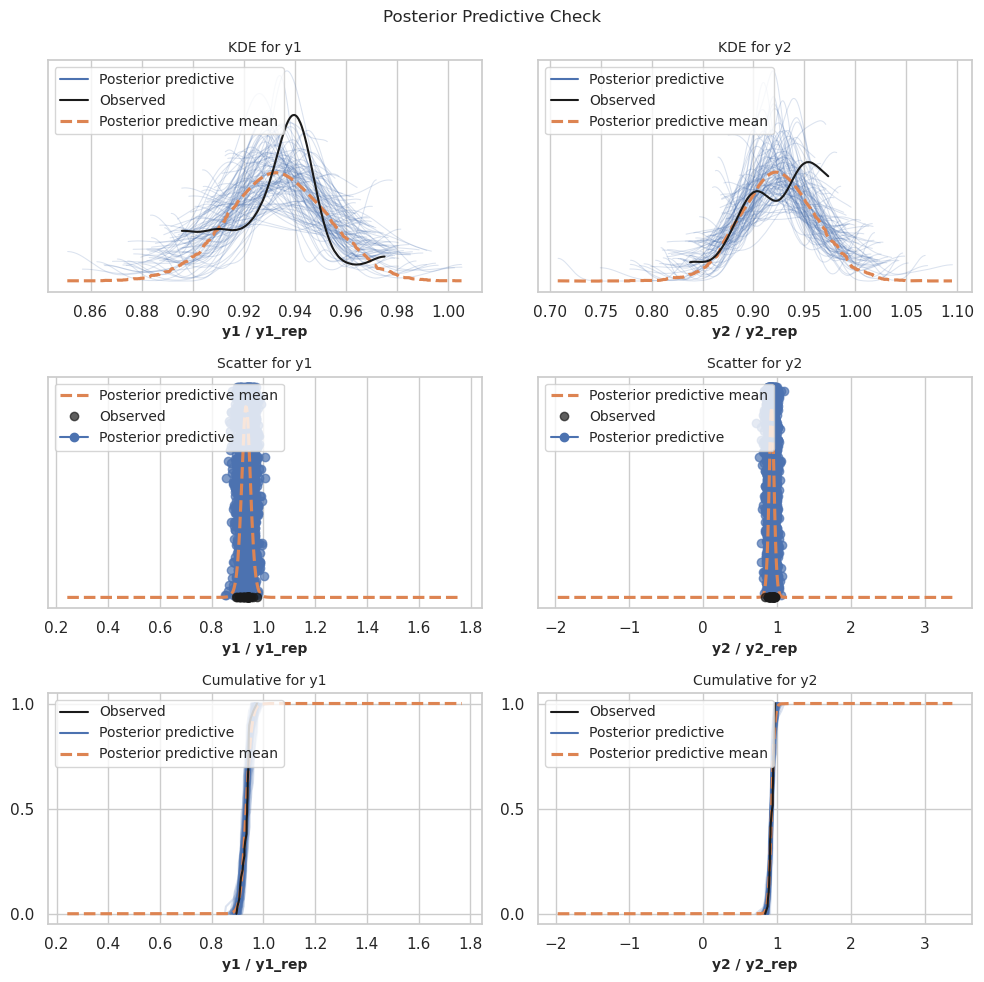 Posterior Predictive Check
KDE for y1
Posterior predictive
Observed
Posterior predictive mean
0.86 0.88 0.90 0.92 0.94 0.96 0.98 1.00
y1 / y1_rep
KDE for y2
Posterior predictive
Observed
Posterior predictive mean
0.70 0.75 0.80 0.85 0.90 0.95 1.00 1.05 1.10
y2 / y2_rep
Scatter for y1
Posterior predictive mean
Observed
Posterior predictive
0.2 0.4 0.6 0.8 1.0 1.2 1.4 1.6 1.8
y1 / y1_rep
Scatter for y2
Posterior predictive mean
Observed
Posterior predictive
−2 −1 0 1 2 3
y2 / y2_rep
Cumulative for y1
Observed
Posterior predictive
Posterior predictive mean
1.0
0.5
0.0
0.2 0.4 0.6 0.8 1.0 1.2 1.4 1.6 1.8
y1 / y1_rep
Cumulative for y2
Observed
Posterior predictive
Posterior predictive mean
1.0
0.5
0.0
−2 −1 0 1 2 3
y2 / y2_rep